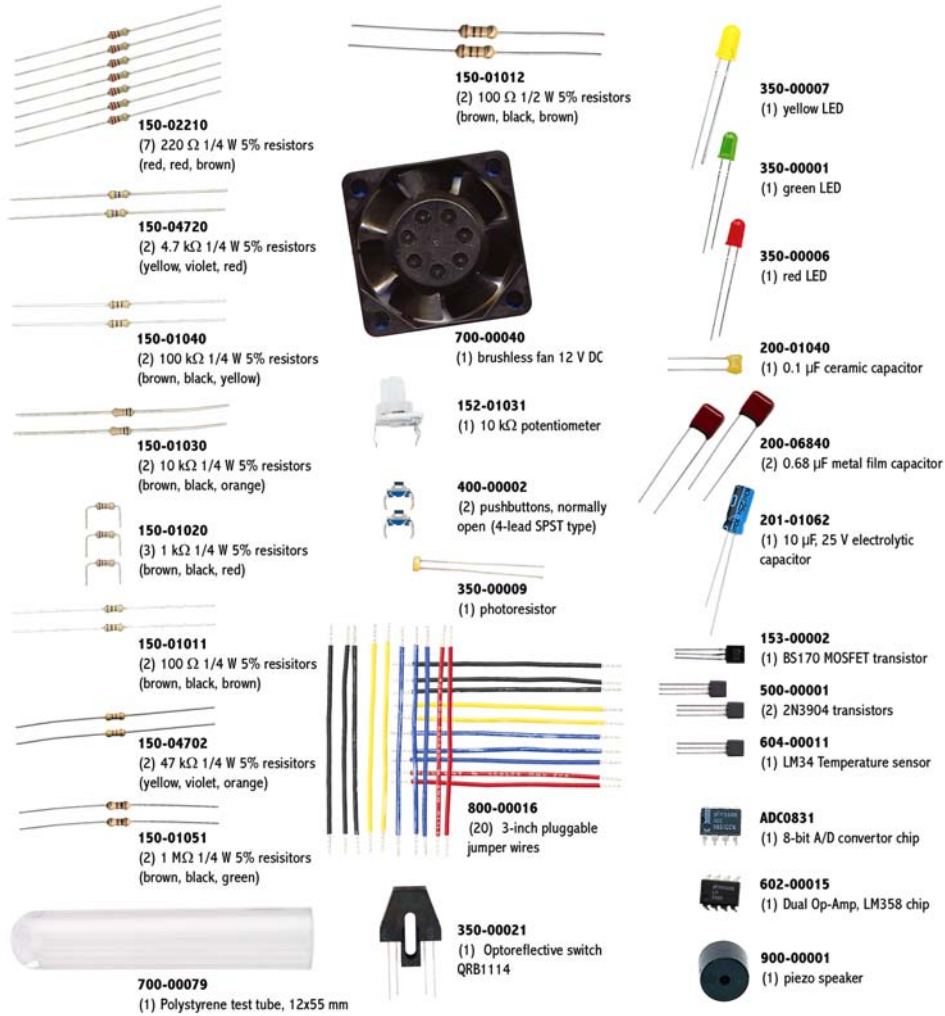 150-02210
(7) 220 Ω 1/4 W 5% resistors
(red, red, brown)
150-04720
(2) 4.7 kΩ 1/4 W 5% resistors
(yellow, violet, red)
150-01040
(2) 100 kΩ 1/4 W 5% resistors
(brown, black, yellow)
150-01030
(2) 10 kΩ 1/4 W 5% resistors
(brown, black, orange)
150-01020
(3) 1 kΩ 1/4 W 5% resisitors
(brown, black, red)
150-01011
(2) 100 Ω 1/4 W 5% resisitors
(brown, black, brown)
150-04702
(2) 47 kΩ 1/4 W 5% resisitors
(yellow, violet, orange)
150-01051
(2) 1 MΩ 1/4 W 5% resisitors
(brown, black, green)
700-00079
(1) Polystyrene test tube, 12x55 mm
150-01012
(2) 100 Ω 1/2 W 5% resistors
(brown, black, brown)
700-00040
(1) brushless fan 12 V DC
152-01031
(1) 10 kΩ potentiometer
400-00002
(2) pushbuttons, normally
open (4-lead SPST type)
350-00009
(1) photoresistor
800-00016
(20) 3-inch pluggable
jumper wires
350-00021
(1) Optoreflective switch
QRB1114
350-00007
(1) yellow LED
350-00001
(1) green LED
350-00006
(1) red LED
200-01040
(1) 0.1 µF ceramic capacitor
200-06840
(2) 0.68 µF metal film capacitor
201-01062
(1) 10 µF, 25 V electrolytic
capacitor
153-00002
(1) BS170 MOSFET transistor
500-00001
(2) 2N3904 transistors
604-00011
(1) LM34 Temperature sensor
ADC0831
(1) 8-bit A/D convertor chip
602-00015
(1) Dual Op-Amp, LM358 chip
900-00001
(1) piezo speaker